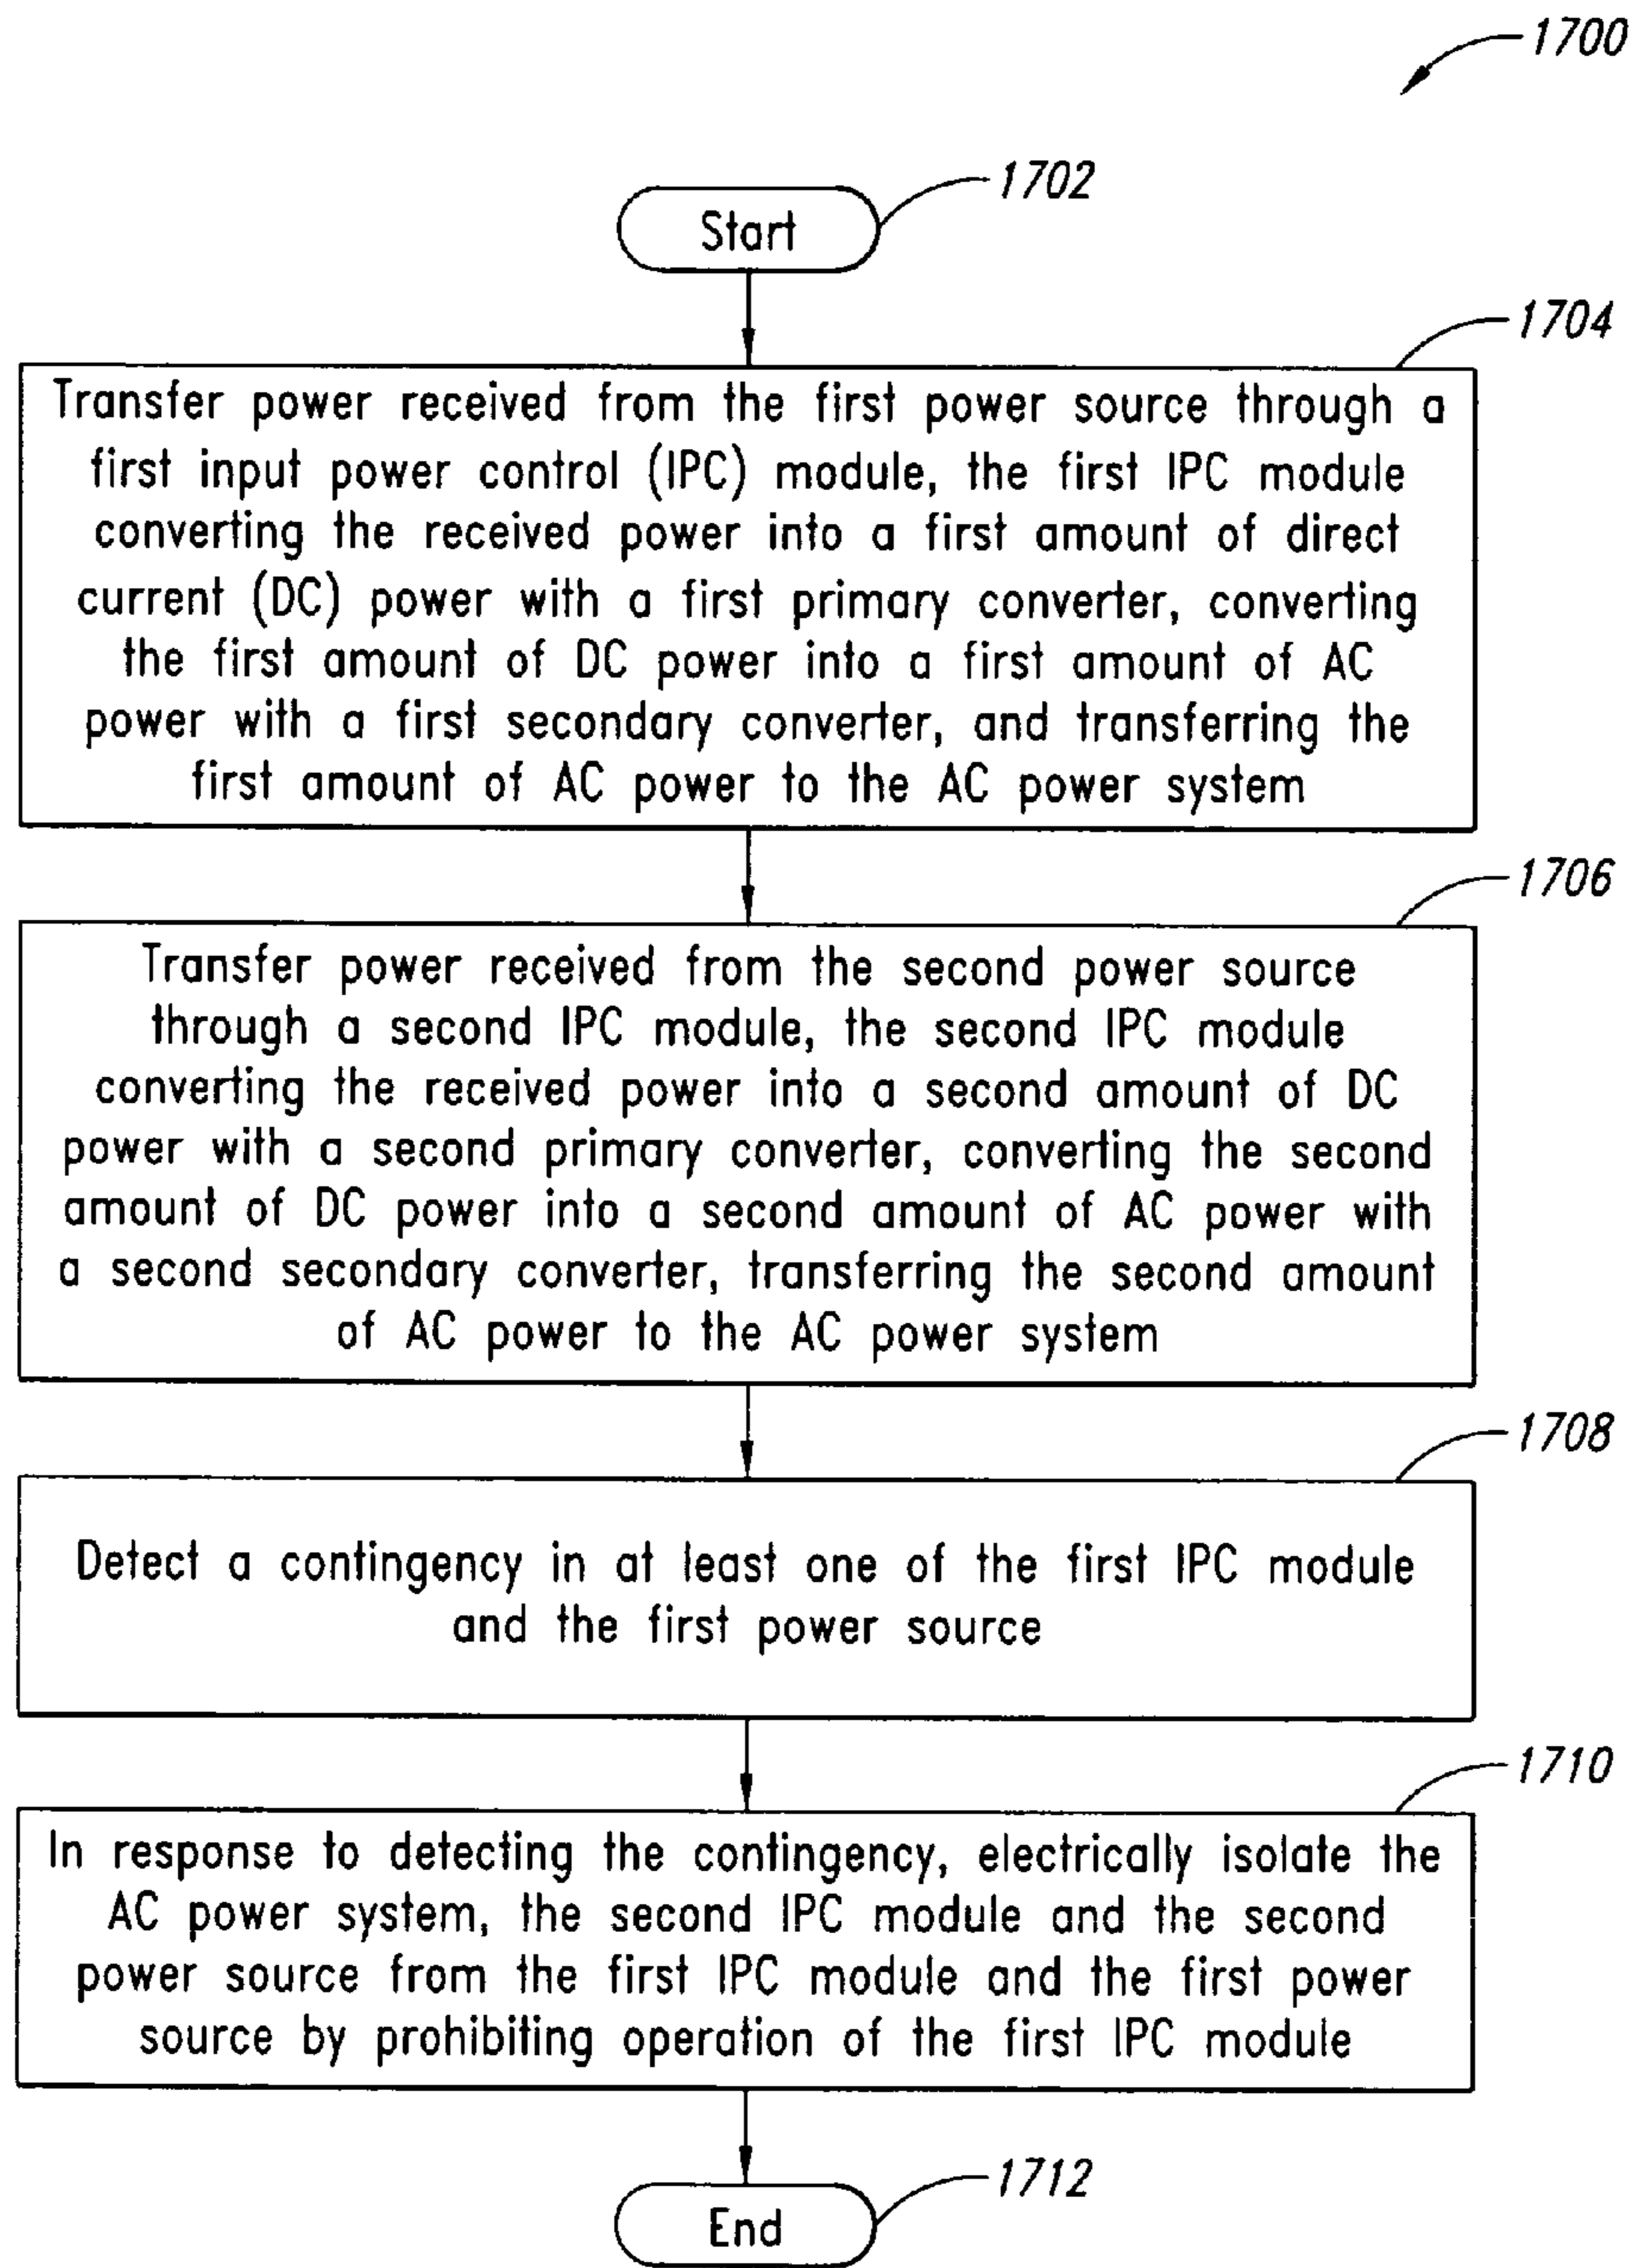 1700
1702
Start
1704
Transfer power received from the first power source through a
first input power control (IPC) module, the first IPC module
converting the received power into a first amount of direct
current (DC) power with a first primary converter, converting
the first amount of DC power into a first amount of AC
power with a first secondary converter, and transferring the
first amount of AC power to the AC power system
1706
Transfer power received from the second power source
through a second IPC module, the second IPC module
converting the received power into a second amount of DC
power with a second primary converter, converting the second
amount of DC power into a second amount of AC power with
a second secondary converter, transferring the second amount
of AC power to the AC power system
1708
Detect a contingency in at least one of the first IPC module
and the first power source
1710
In response to detecting the contingency, electrically isolate the
AC power system, the second IPC module and the second
power source from the first IPC module and the first power
source by prohibiting operation of the first IPC module
1712
End